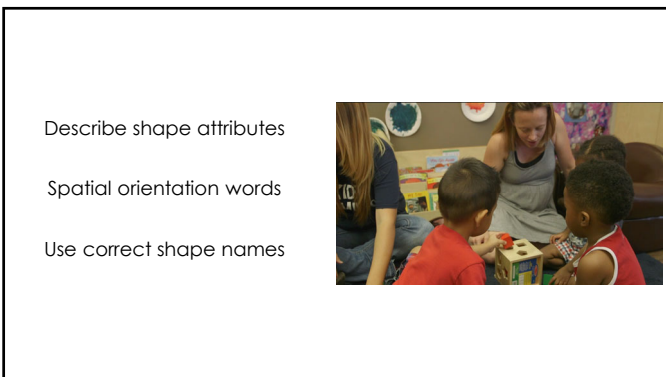 Describe shape attributes
Spatial orientation words
Use correct shape names